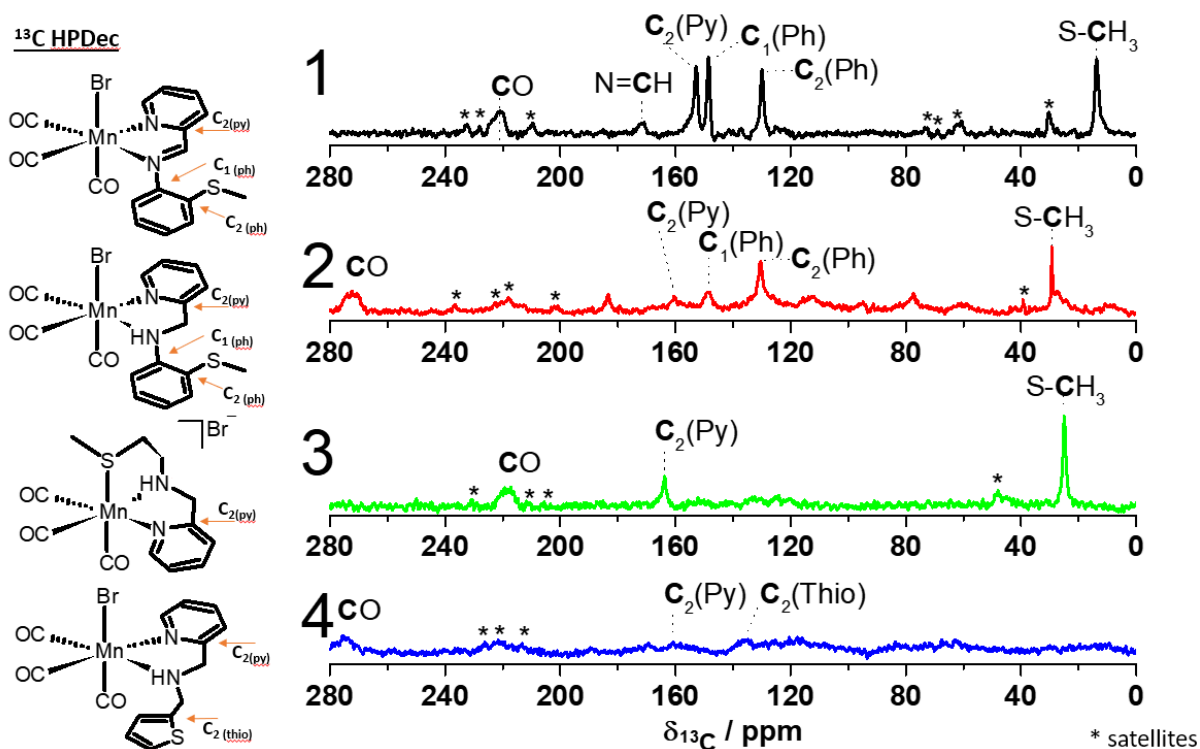 ¹³C HPDec
Br
OC
OC
Mn
N
N
CO
S
C₂(py)
C₁ (ph)
C₂ (ph)
Br
OC
OC
Mn
N
HN
CO
S
C₂(py)
C₁ (ph)
C₂ (ph)
Br⁻
S
HN
OC
OC
Mn
N
CO
C₂(py)
Br
OC
OC
Mn
N
HN
CO
S
C₂(py)
C₂ (thio)
1
CO
N=CH
C₂(Py)
C₁(Ph)
C₂(Ph)
S-CH₃
* * * * * * *
280 240 200 160 120 80 40 0
2
CO
C₂(Py)
C₁(Ph)
C₂(Ph)
S-CH₃
* * * * *
280 240 200 160 120 80 40 0
3
CO
C₂(Py)
S-CH₃
* * * *
280 240 200 160 120 80 40 0
4
CO
C₂(Py)
C₂(Thio)
* * *
280 240 200 160 120 80 40 0
δ₁₃C / ppm
* satellites